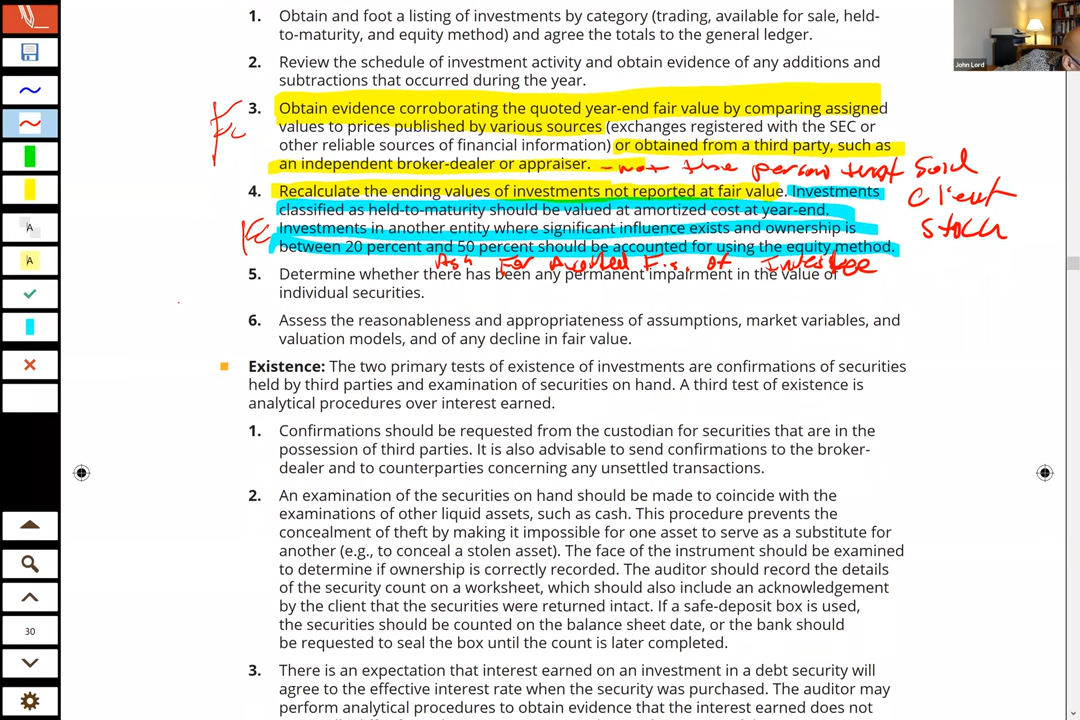 1. Obtain and foot a listing of investments by category (trading, available for sale, held-
to-maturity, and equity method) and agree the totals to the general ledger.
2. Review the schedule of investment activity and obtain evidence of any additions and
subtractions that occurred during the year.
John Lord
3. Obtain evidence corroborating the quoted year-end fair value by comparing assigned
values to prices published by various sources (exchanges registered with the SEC or
other reliable sources of financial information) or obtained from a third party, such as
an independent broker-dealer or appraiser. - not the person that Sold
Client
Stock
4. Recalculate the ending values of investments not reported at fair value. Investments
classified as held-to-maturity should be valued at amortized cost at year-end.
Investments in another entity where significant influence exists and ownership is
between 20 percent and 50 percent should be accounted for using the equity method.
Ask For Audited F.S. of Investee
5. Determine whether there has been any permanent impairment in the value of
individual securities.
6. Assess the reasonableness and appropriateness of assumptions, market variables, and
valuation models, and of any decline in fair value.
Existence: The two primary tests of existence of investments are confirmations of securities
held by third parties and examination of securities on hand. A third test of existence is
analytical procedures over interest earned.
1. Confirmations should be requested from the custodian for securities that are in the
possession of third parties. It is also advisable to send confirmations to the broker-
dealer and to counterparties concerning any unsettled transactions.
2. An examination of the securities on hand should be made to coincide with the
examinations of other liquid assets, such as cash. This procedure prevents the
concealment of theft by making it impossible for one asset to serve as a substitute for
another (e.g., to conceal a stolen asset). The face of the instrument should be examined
to determine if ownership is correctly recorded. The auditor should record the details
of the security count on a worksheet, which should also include an acknowledgement
by the client that the securities were returned intact. If a safe-deposit box is used,
the securities should be counted on the balance sheet date, or the bank should
be requested to seal the box until the count is later completed.
30
3. There is an expectation that interest earned on an investment in a debt security will
agree to the effective interest rate when the security was purchased. The auditor may
perform analytical procedures to obtain evidence that the interest earned does not